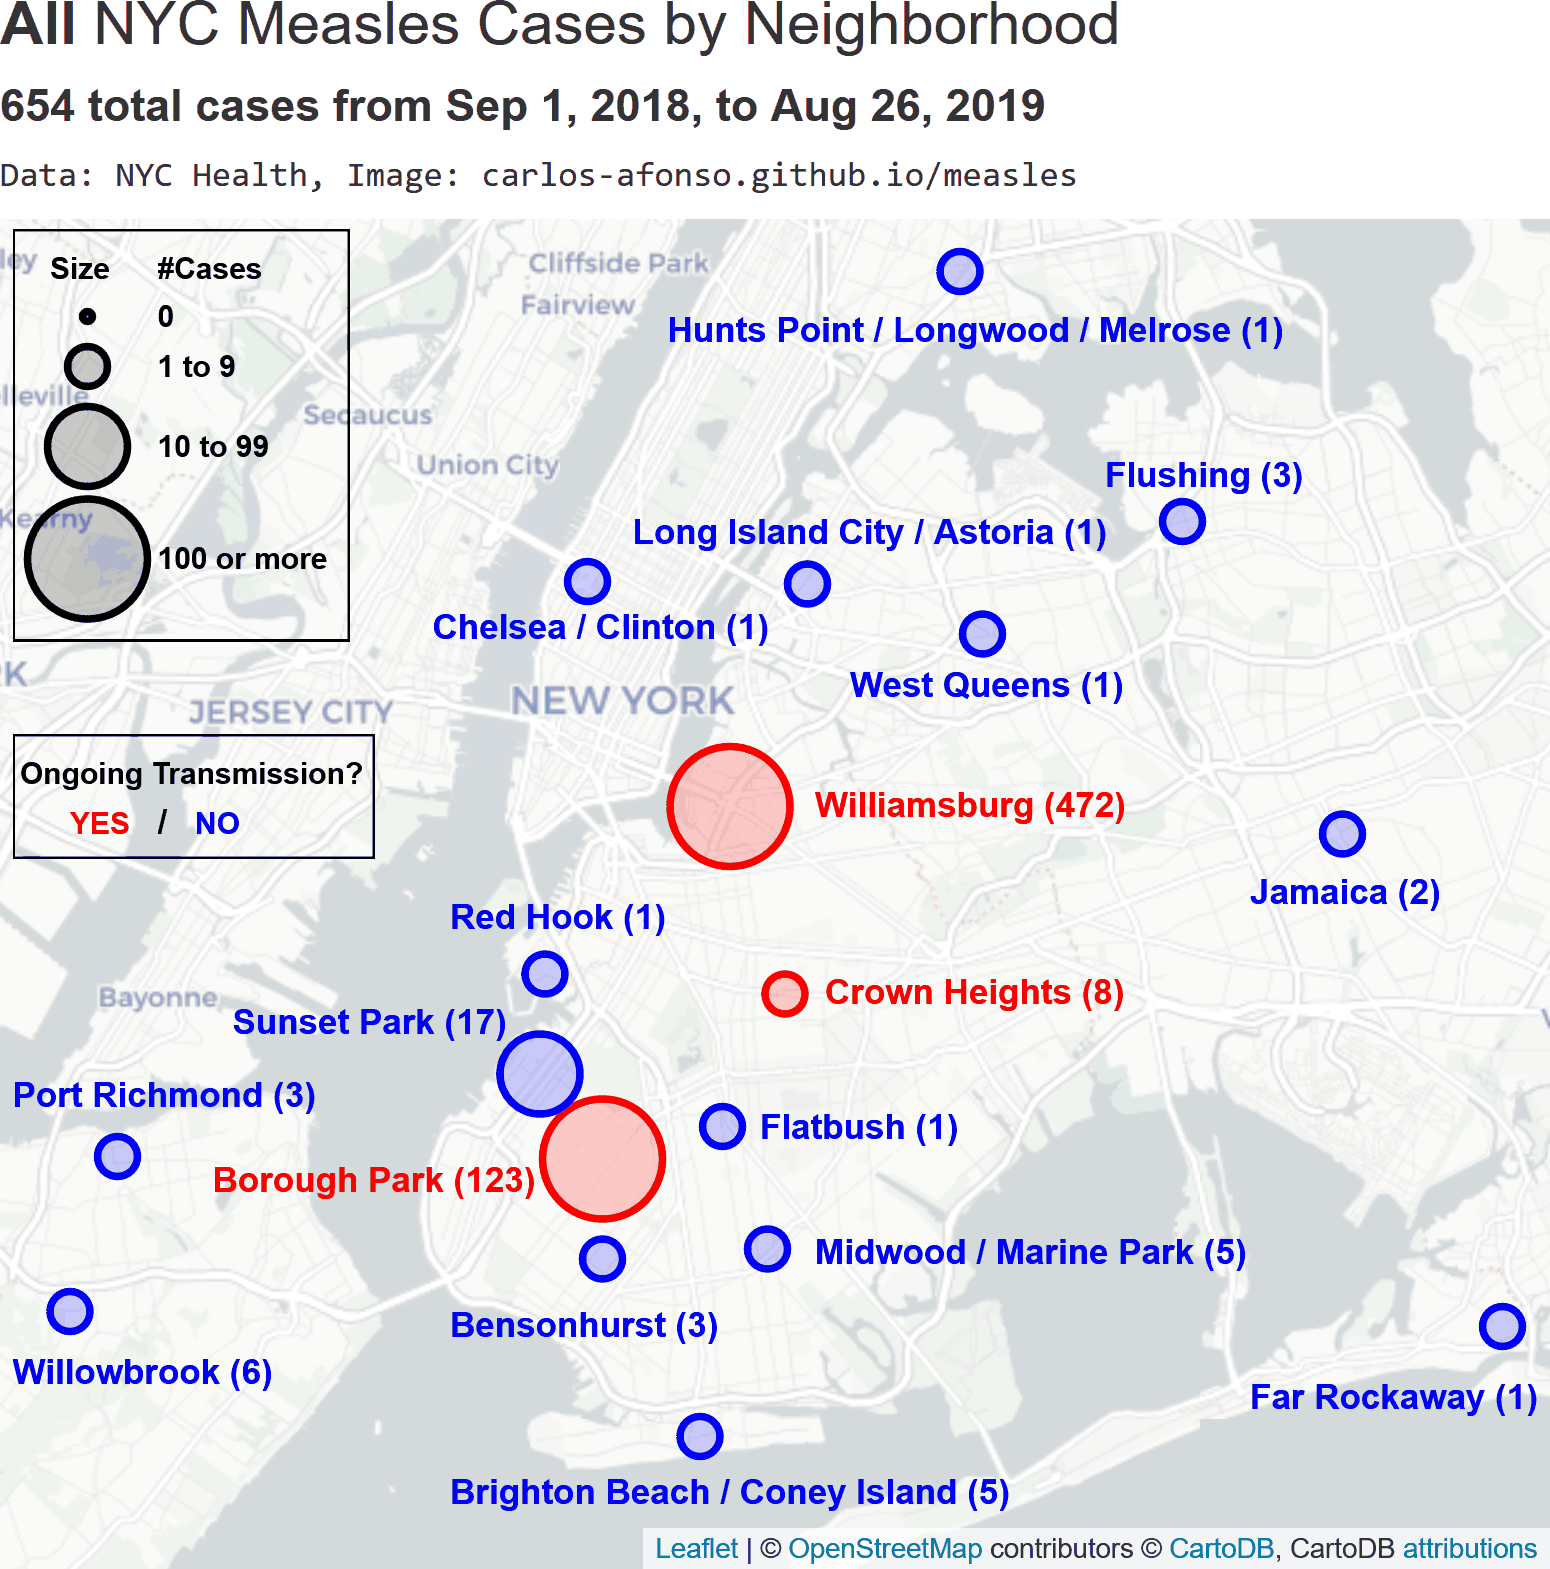 All NYC Measles Cases by Neighborhood
654 total cases from Sep 1, 2018, to Aug 26, 2019
Data: NYC Health, Image: carlos-afonso.github.io/measles
Size #Cases
0
1 to 9
10 to 99
100 or more
ley
lleville
Kearny
Cliffside Park
Fairview
Secaucus
Union City
Hunts Point / Longwood / Melrose (1)
Flushing (3)
Long Island City / Astoria (1)
Chelsea / Clinton (1)
West Queens (1)
RK
JERSEY CITY
NEW YORK
Ongoing Transmission?
YES / NO
Williamsburg (472)
Jamaica (2)
Red Hook (1)
Crown Heights (8)
Bayonne
Sunset Park (17)
Port Richmond (3)
Flatbush (1)
Borough Park (123)
Midwood / Marine Park (5)
Bensonhurst (3)
Willowbrook (6)
Far Rockaway (1)
Brighton Beach / Coney Island (5)
Leaflet | © OpenStreetMap contributors © CartoDB, CartoDB attributions